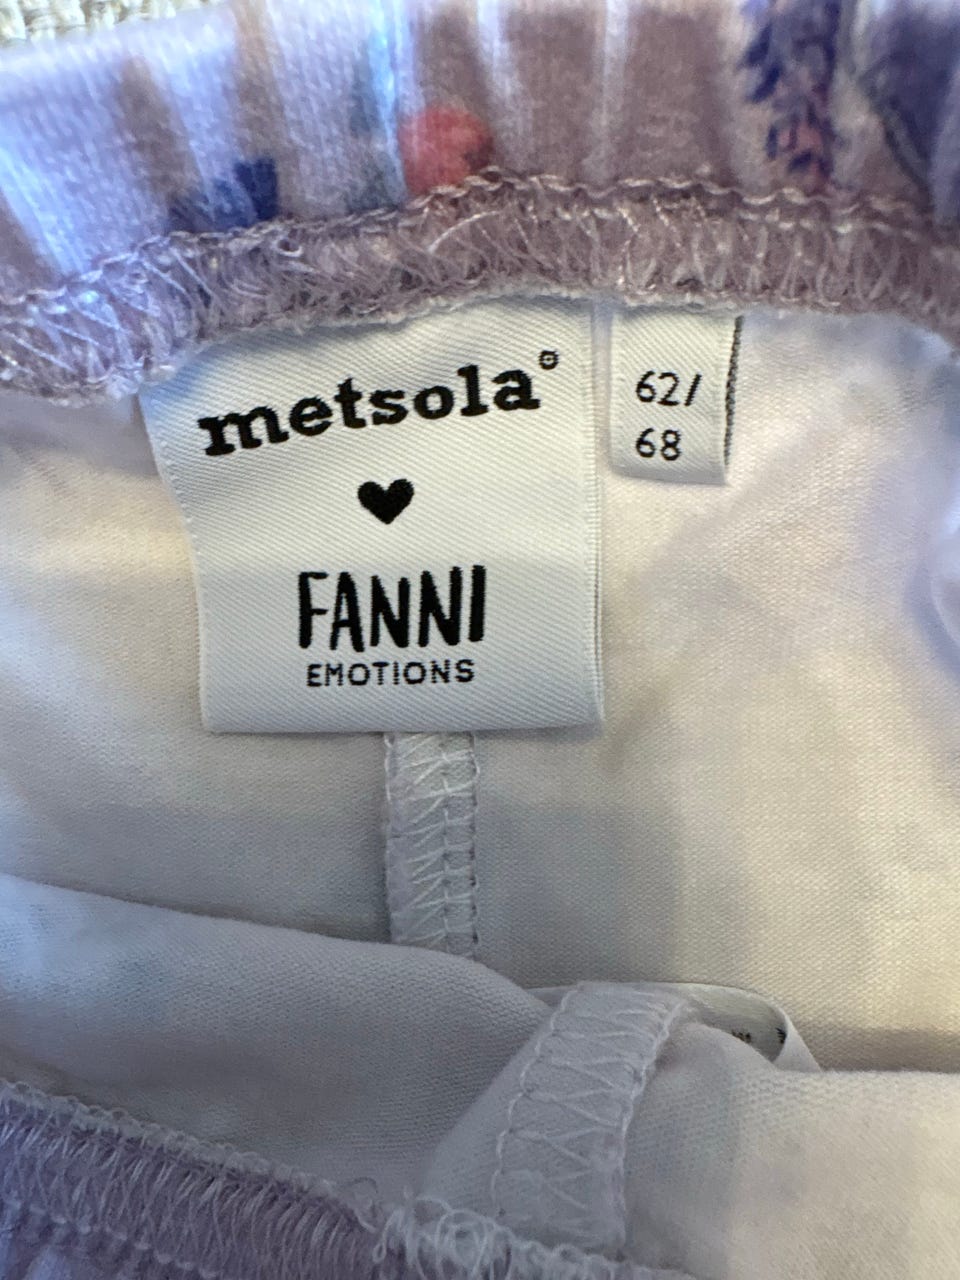 metsola®
♥
FANNI
EMOTIONS
62/
68